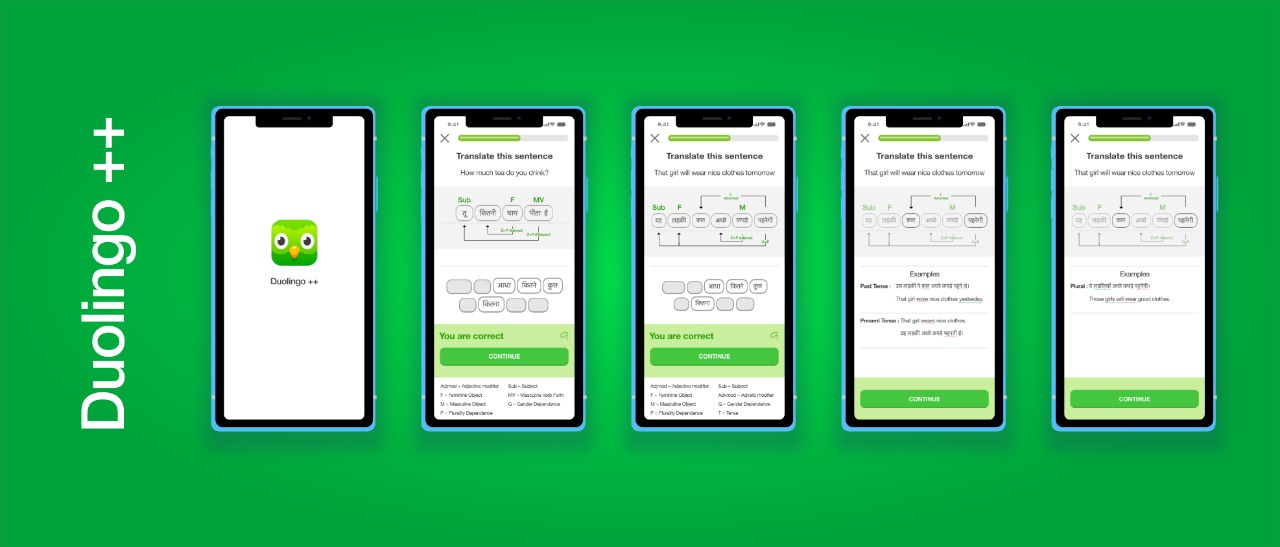 Duolingo ++
Duolingo ++
9:41
Translate this sentence
How much tea do you drink?
Sub F MV
तू कितनी चाय पीता है
आधा कितने कुछ
कितना
You are correct
CONTINUE
Adjmod = Adjective modifier Sub = Subject
F = Feminine Object MV = Masculine Verb Form
M = Masculine Object G = Gender Dependence
P = Plurality Dependence
9:41
Translate this sentence
That girl will wear nice clothes tomorrow
T
Advmod
Sub F M
वह लड़की कल अच्छे कपड़े पहनेगी
G+P Adjmod
G+P
आधा कितने कुछ
कितना
You are correct
CONTINUE
Adjmod = Adjective modifier Sub = Subject
F = Feminine Object Advmod = Adverb modifier
M = Masculine Object G = Gender Dependence
P = Plurality Dependence T = Tense
9:41
Translate this sentence
That girl will wear nice clothes tomorrow
T
Advmod
Sub F M
वह लड़की कल अच्छे कपड़े पहनेगी
G+P Adjmod
G+P
Examples
Past Tense : उस लड़की ने कल अच्छे कपड़े पहने थे।
That girl wore nice clothes yesterday.
Present Tense : That girl wears nice clothes.
वह लड़की अच्छे कपड़े पहनती है।
CONTINUE
9:41
Translate this sentence
That girl will wear nice clothes tomorrow
T
Advmod
Sub F M
वह लड़की कल अच्छे कपड़े पहनेगी
G+P Adjmod
G+P
Examples
Plural : वे लड़कियाँ अच्छे कपड़े पहनेंगी।
Those girls will wear good clothes.
CONTINUE